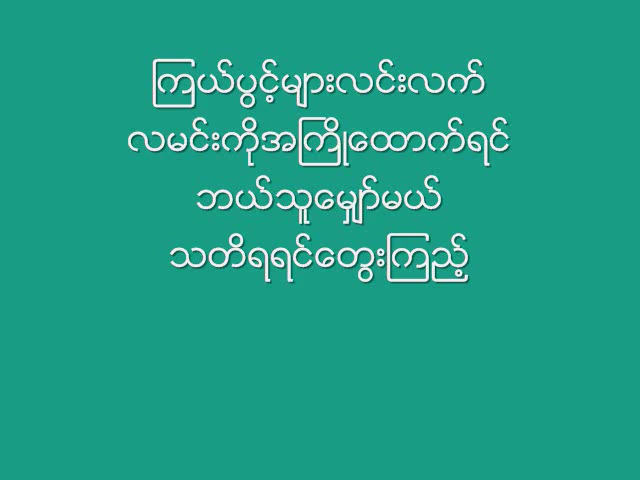 ကြယ်ပွင့်များလင်းလက်
လမင်းကိုအကြိုထောက်ရင်
ဘယ်သူမျှော်မယ်
သတိရရင်တွေးကြည့်